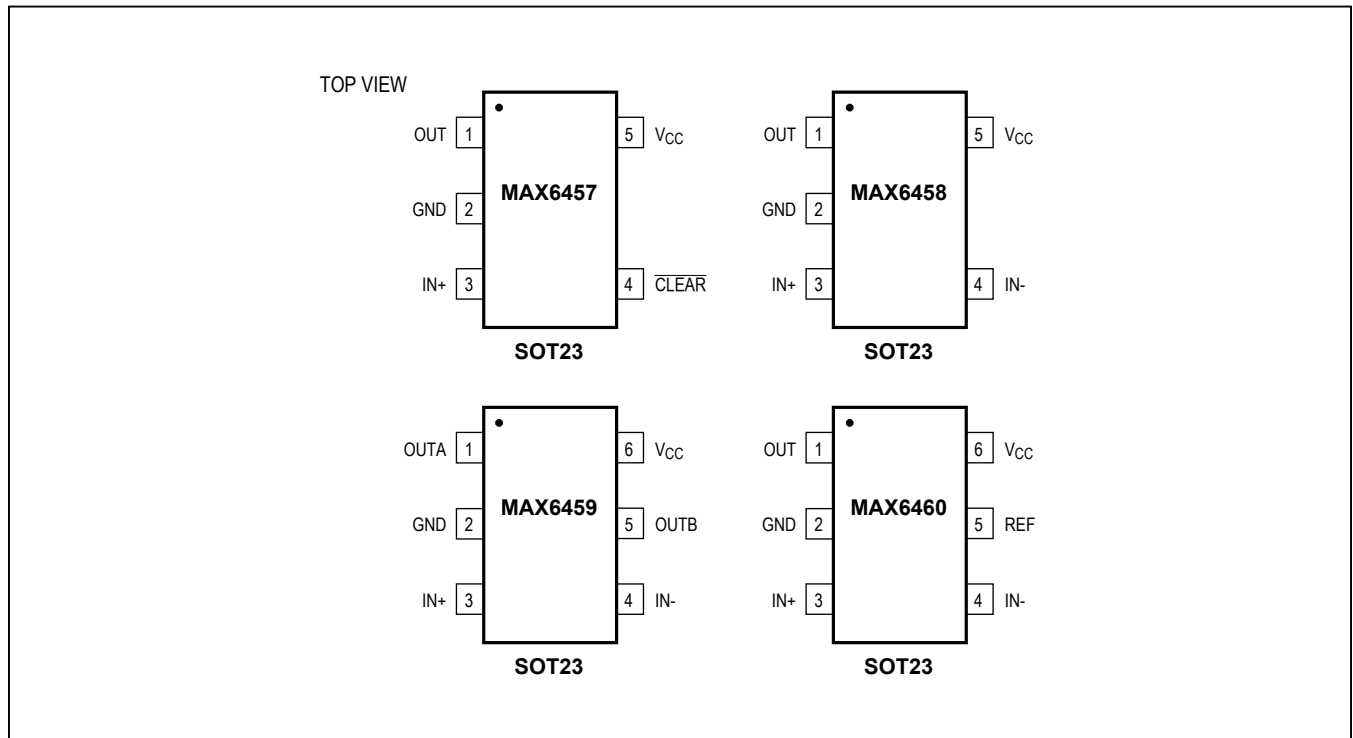 TOP VIEW
OUT 1
5 VCC
MAX6457
GND 2
IN+ 3
4 CLEAR
SOT23
OUT 1
5 VCC
MAX6458
GND 2
IN+ 3
4 IN-
SOT23
OUTA 1
6 VCC
MAX6459
GND 2
5 OUTB
IN+ 3
4 IN-
SOT23
OUT 1
6 VCC
MAX6460
GND 2
5 REF
IN+ 3
4 IN-
SOT23